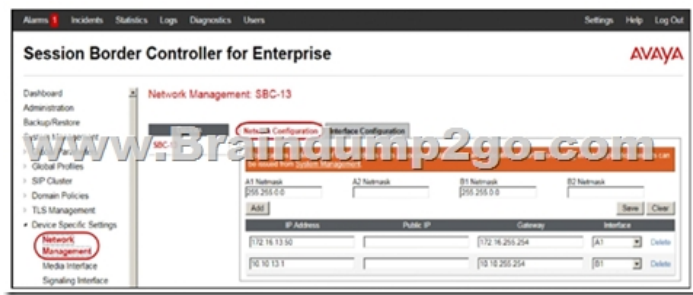 Alarms 1 Incidents Statistics Logs Diagnostics Users Settings Help Log Out
Session Border Controller for Enterprise
AVAYA
Dashboard
Administration
Backup/Restore
System Management
Global Profiles
SIP Cluster
Domain Policies
TLS Management
Device Specific Settings
Network Management
Media Interface
Signaling Interface
Network Management: SBC-13
Network Configuration Interface Configuration
www.Braindump2go.com
be issued from System Management.
A1 Netmask A2 Netmask B1 Netmask B2 Netmask
255.255.0.0 255.255.0.0
Add Save Clear
IP Address Public IP Gateway Interface
172.16.13.50 172.16.255.254 A1 Delete
10.10.13.1 10.10.255.254 B1 Delete